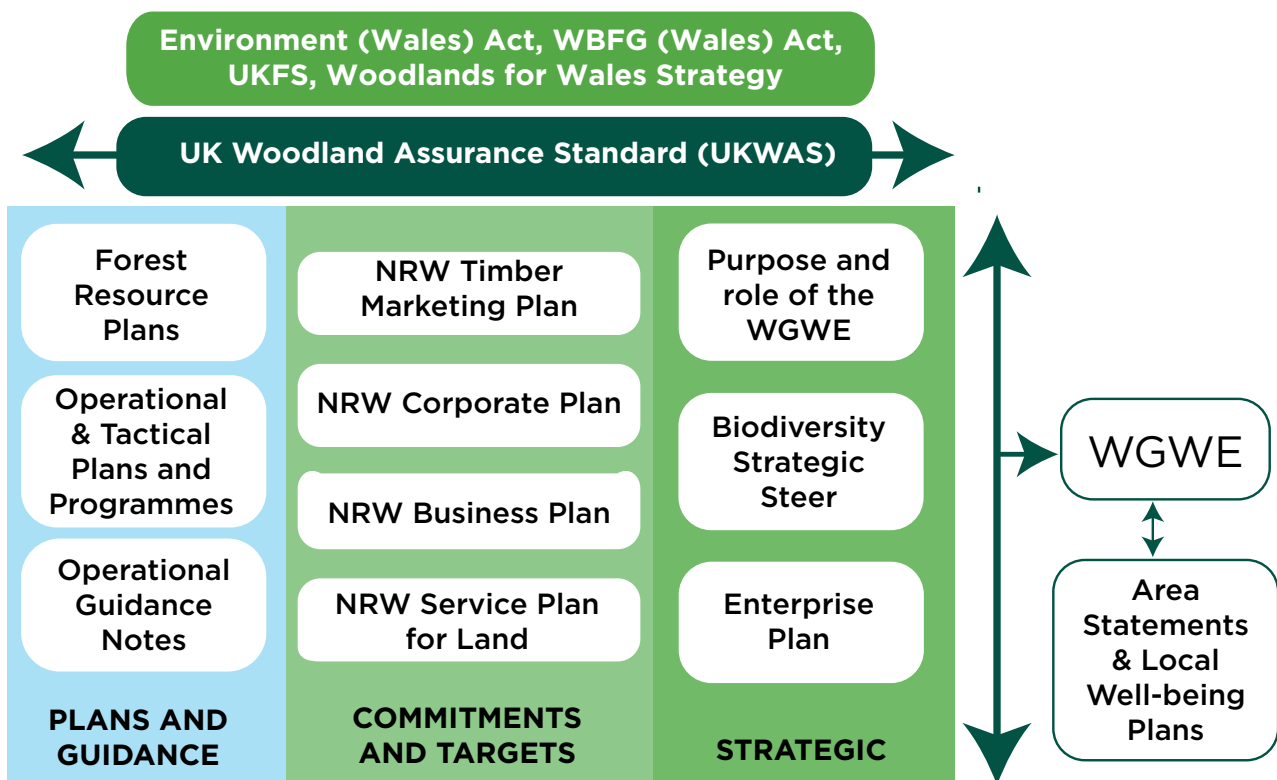 Environment (Wales) Act, WBFG (Wales) Act,
UKFS, Woodlands for Wales Strategy
UK Woodland Assurance Standard (UKWAS)
Forest
Resource
Plans
Operational
& Tactical
Plans and
Programmes
Operational
Guidance
Notes
PLANS AND
GUIDANCE
NRW Timber
Marketing Plan
NRW Corporate Plan
NRW Business Plan
NRW Service Plan
for Land
COMMITMENTS
AND TARGETS
Purpose and
role of the
WGWE
Biodiversity
Strategic
Steer
Enterprise
Plan
STRATEGIC
WGWE
Area
Statements
& Local
Well-being
Plans